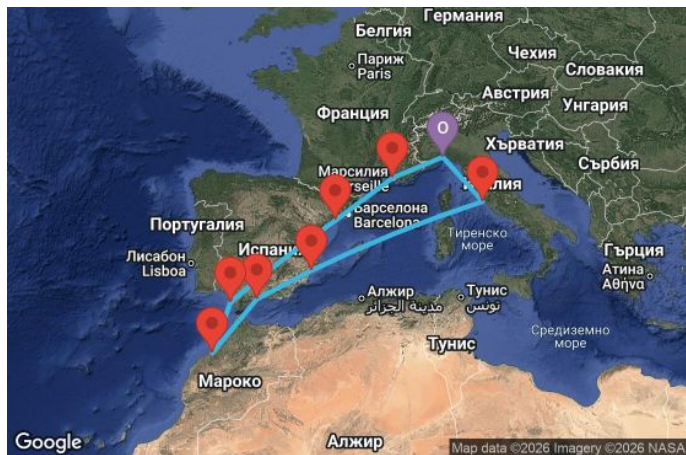 Германия
Белгия
Чехия
Париж
Paris
Словакия
Австрия
Унгария
Франция
O
Хърватия
Марсилия
Marseille
Италия
Сърбия
Барселона
Barcelona
Португалия
Тиренско
море
Испания
Гърция
Лисабон
Lisboa
Атина
Αθήνα
Алжир
مدينة الجزائر
Тунис
تونس
Средиземно
море
Тунис
Мароко
Google
Алжир
Map data ©2026 Imagery ©2026 NASA